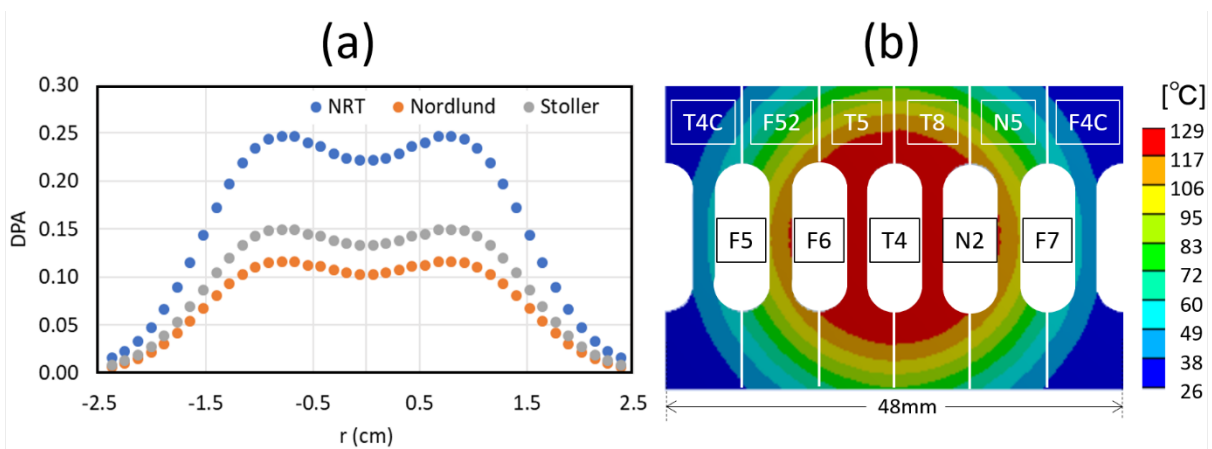 (a)
(b)
DPA
0.30
0.25
0.20
0.15
0.10
0.05
0.00
NRT Nordlund Stoller
-2.5 -1.5 -0.5 0.5 1.5 2.5
r (cm)
T4C F52 T5 T8 N5 F4C
F5 F6 T4 N2 F7
48mm
[℃]
129
117
106
95
83
72
60
49
38
26